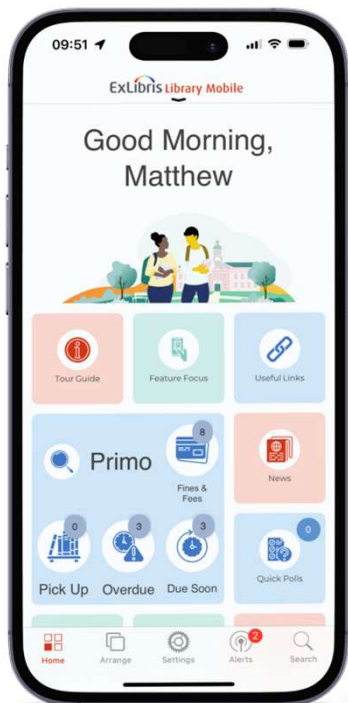 09:51
ExLibris Library Mobile
Good Morning,
Matthew
Tour Guide
Feature Focus
Useful Links
Primo
8
Fines &
Fees
News
0
Pick Up
3
Overdue
3
Due Soon
0
Quick Polls
Home
Arrange
Settings
2
Alerts
Search